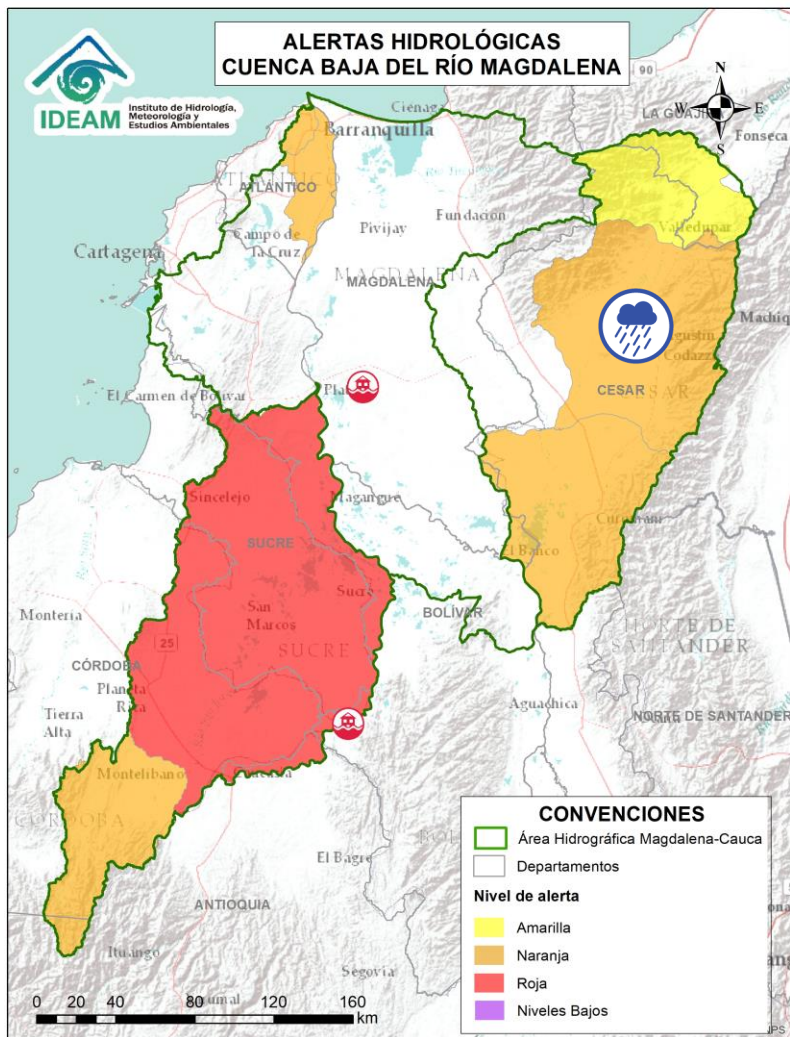 ALERTAS HIDROLÓGICAS
CUENCA BAJA DEL RÍO MAGDALENA
IDEAM
Instituto de Hidrología,
Meteorología y
Estudios Ambientales
90
N
W
E
S
LA GUAJIRA
Fonseca
Ciénaga
Barranquilla
ATLÁNTICO
Valledupar
Fundación
Pivijay
Campo de
la Cruz
Cartagena
MAGDALENA
MAGDALENA
Agustín
Codazzi
CESAR
El Carmen de Bolívar
Sincelejo
Magangué
SUCRE
El Banco
Sucre
San
Marcos
BOLÍVAR
SUCRE
Montería
25
CÓRDOBA
Planeta
Rica
Tierra
Alta
NORTE DE
SANTANDER
Aguachica
NORTE DE SANTANDER
Montelíbano
El Bagre
ANTIOQUIA
Ituango
Segovia
CONVENCIONES
Área Hidrográfica Magdalena-Cauca
Departamentos
Nivel de alerta
Amarilla
Naranja
Roja
Niveles Bajos
0 20 40 80 120 160
km